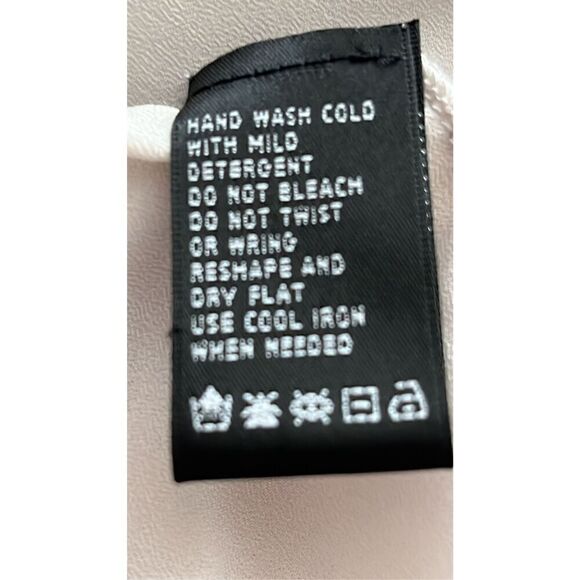 HAND WASH COLD
WITH MILD
DETERGENT
DO NOT BLEACH
DO NOT TWIST
OR WRING
RESHAPE AND
DRY FLAT
USE COOL IRON
WHEN NEEDED